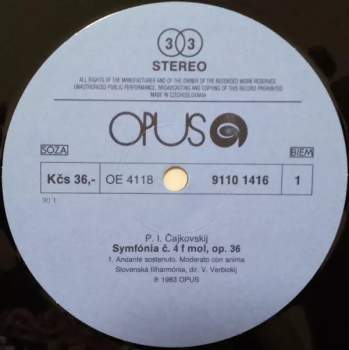 33
STEREO
ALL RIGHTS OF THE MANUFACTURER AND OF THE OWNER OF THE RECORDED WORK RESERVED.
UNAUTHORIZED PUBLIC PERFORMANCE, BROADCASTING AND COPYING OF THIS RECORD PROHIBITED
MADE IN CZECHOSLOVAKIA
OPUS
SOZA BIEM
Kčs 36,- OE 4118 9110 1416 1
90 1
P. I. Čajkovskij
Symfónia č. 4 f mol, op. 36
1. Andante sostenuto. Moderato con anima
Slovenská filharmónia, dir. V. Verbickij
℗ 1983 OPUS